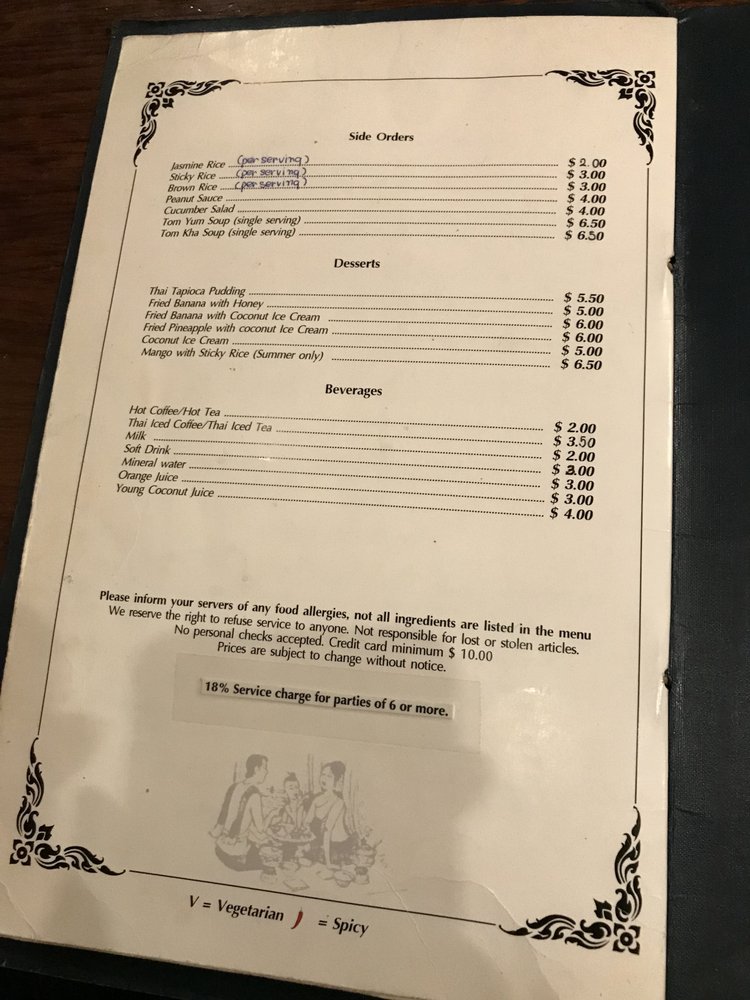 Side Orders
Jasmine Rice (per serving) $ 2.00
Sticky Rice (per serving) $ 3.00
Brown Rice (per serving) $ 3.00
Peanut Sauce $ 4.00
Cucumber Salad $ 4.00
Tom Yum Soup (single serving) $ 6.50
Tom Kha Soup (single serving) $ 6.50
Desserts
Thai Tapioca Pudding $ 5.50
Fried Banana with Honey $ 5.00
Fried Banana with Coconut Ice Cream $ 6.00
Fried Pineapple with coconut Ice Cream $ 6.00
Coconut Ice Cream $ 5.00
Mango with Sticky Rice (Summer only) $ 6.50
Beverages
Hot Coffee/Hot Tea $ 2.00
Thai Iced Coffee/Thai Iced Tea $ 3.50
Milk $ 2.00
Soft Drink $
Mineral water $ 3.00
Orange Juice $ 3.00
Young Coconut Juice $ 4.00
Please inform your servers of any food allergies, not all ingredients are listed in the menu
We reserve the right to refuse service to anyone. Not responsible for lost or stolen articles.
No personal checks accepted. Credit card minimum $ 10.00
Prices are subject to change without notice.
18% Service charge for parties of 6 or more.
V = Vegetarian = Spicy